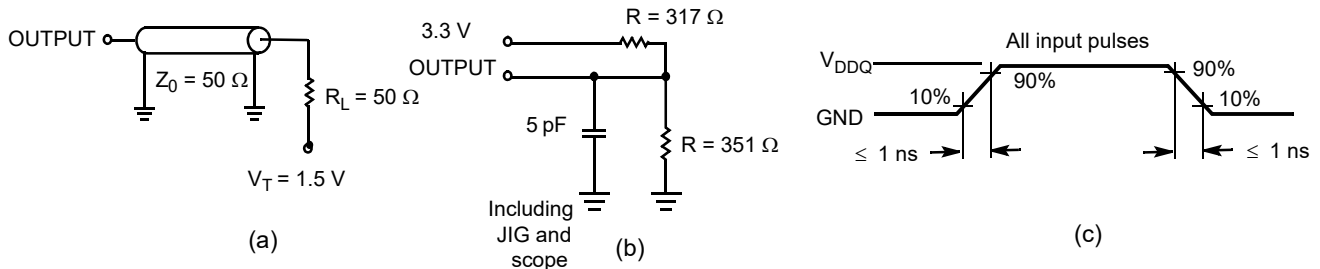 OUTPUT
Z0 = 50 Ω
RL = 50 Ω
VT = 1.5 V
(a)
R = 317 Ω
3.3 V
OUTPUT
5 pF
R = 351 Ω
Including
JIG and
scope
(b)
All input pulses
VDDQ
GND
10%
90%
90%
10%
≤ 1 ns
≤ 1 ns
(c)